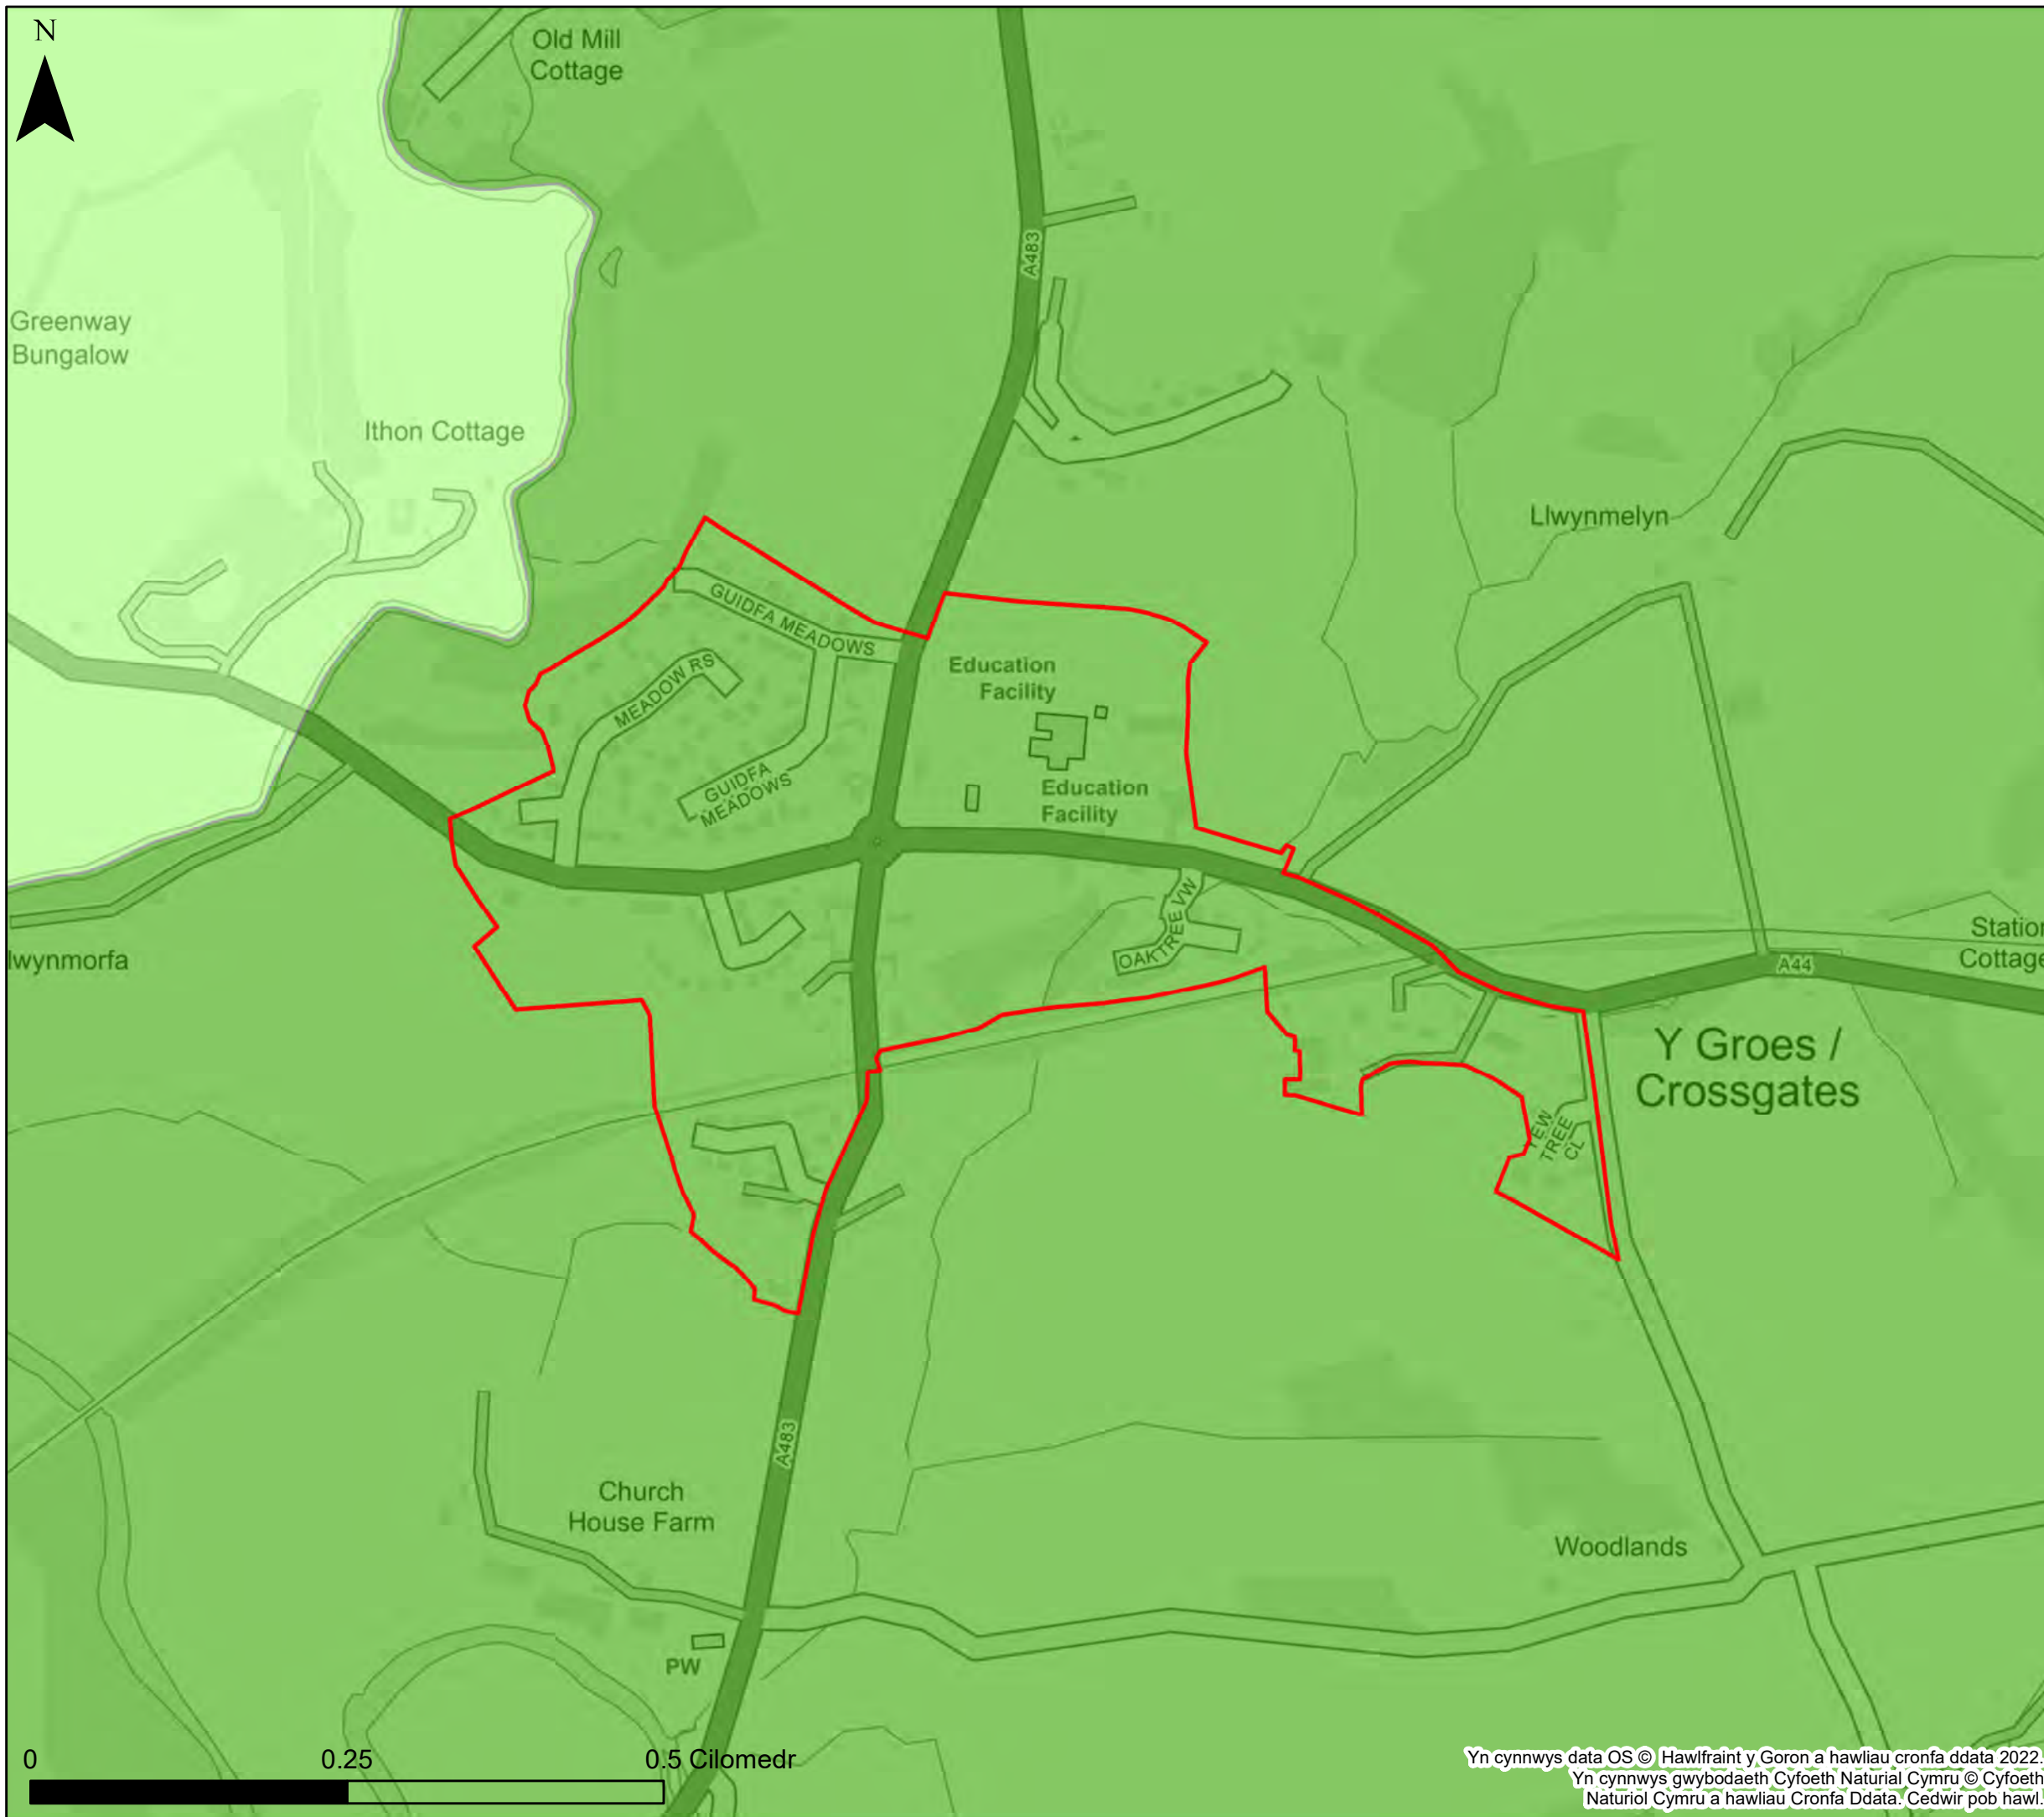 N
Old Mill
Cottage
A483
Greenway
Bungalow
Ithon Cottage
Llwynmelyn
GUIDFA MEADOWS
MEADOW RS
Education
Facility
GUIDFA
MEADOWS
Education
Facility
OAKTREE VW
lwynmorfa
Station
Cottage
A44
Y Groes /
Crossgates
YEW
TREE
CL
A483
Church
House Farm
Woodlands
PW
0 0.25 0.5 Cilomedr
Yn cynnwys data OS © Hawlfraint y Goron a hawliau cronfa ddata 2022.
Yn cynnwys gwybodaeth Cyfoeth Naturial Cymru © Cyfoeth
Naturiol Cymru a hawliau Cronfa Ddata. Cedwir pob hawl.